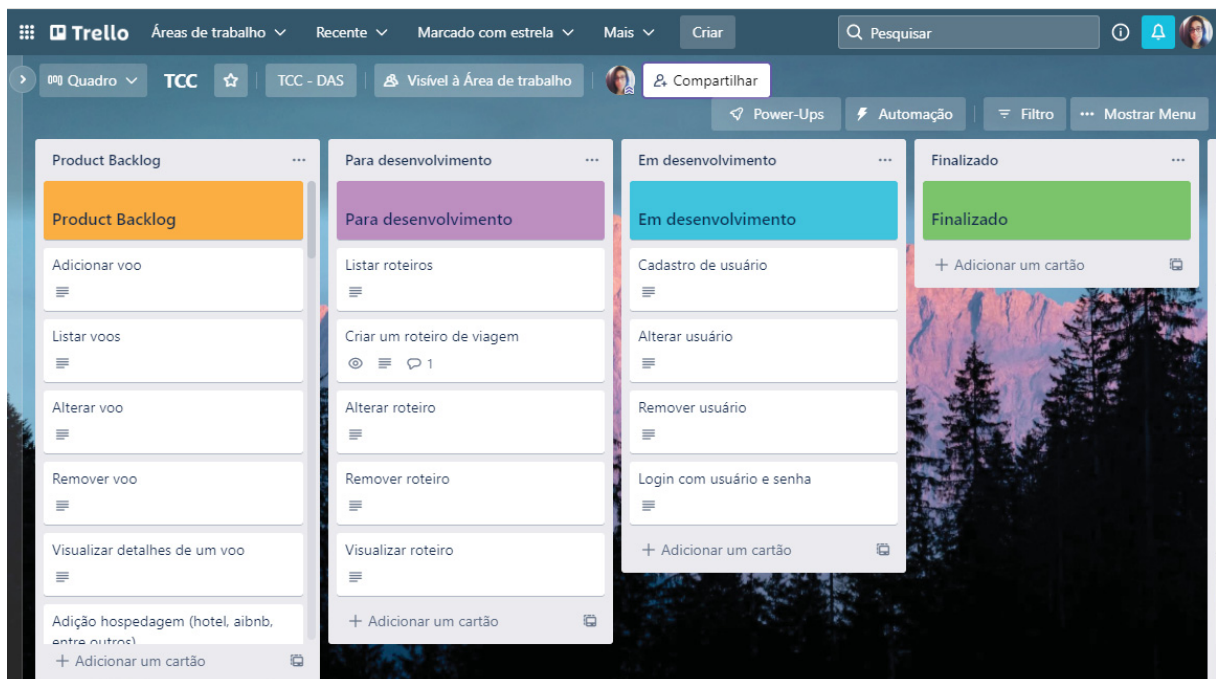 Trello Áreas de trabalho Recente Marcado com estrela Mais Criar Pesquisar
Quadro TCC TCC - DAS Visível à Área de trabalho Compartilhar
Power-Ups Automação Filtro Mostrar Menu
Product Backlog
Product Backlog
Adicionar voo
Listar voos
Alterar voo
Remover voo
Visualizar detalhes de um voo
Adição hospedagem (hotel, aibnb,
entre outros)
+ Adicionar um cartão
Para desenvolvimento
Para desenvolvimento
Listar roteiros
Criar um roteiro de viagem
1
Alterar roteiro
Remover roteiro
Visualizar roteiro
+ Adicionar um cartão
Em desenvolvimento
Em desenvolvimento
Cadastro de usuário
Alterar usuário
Remover usuário
Login com usuário e senha
+ Adicionar um cartão
Finalizado
Finalizado
+ Adicionar um cartão